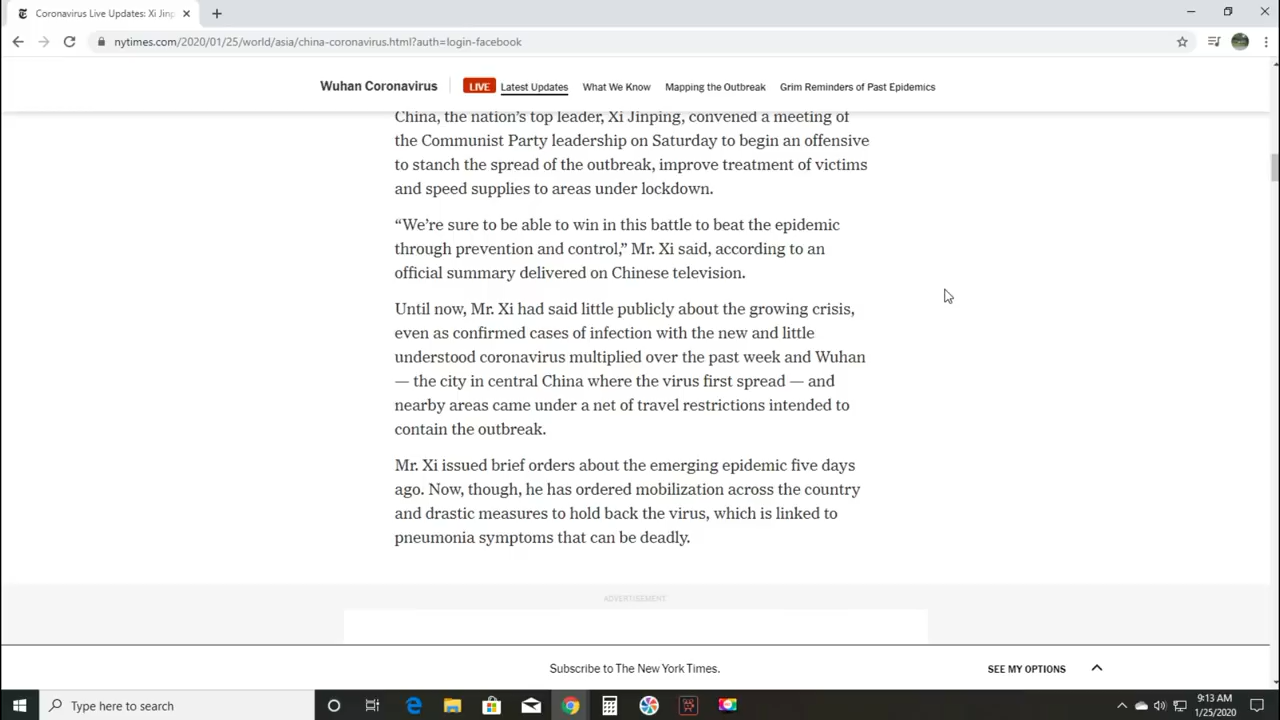 Coronavirus Live Updates: Xi Jinp
nytimes.com/2020/01/25/world/asia/china-coronavirus.html?auth=login-facebook
Wuhan Coronavirus LIVE Latest Updates What We Know Mapping the Outbreak Grim Reminders of Past Epidemics
China, the nation's top leader, Xi Jinping, convened a meeting of
the Communist Party leadership on Saturday to begin an offensive
to stanch the spread of the outbreak, improve treatment of victims
and speed supplies to areas under lockdown.
“We're sure to be able to win in this battle to beat the epidemic
through prevention and control,” Mr. Xi said, according to an
official summary delivered on Chinese television.
Until now, Mr. Xi had said little publicly about the growing crisis,
even as confirmed cases of infection with the new and little
understood coronavirus multiplied over the past week and Wuhan
— the city in central China where the virus first spread — and
nearby areas came under a net of travel restrictions intended to
contain the outbreak.
Mr. Xi issued brief orders about the emerging epidemic five days
ago. Now, though, he has ordered mobilization across the country
and drastic measures to hold back the virus, which is linked to
pneumonia symptoms that can be deadly.
ADVERTISEMENT
Subscribe to The New York Times. SEE MY OPTIONS
Type here to search
9:13 AM
1/25/2020